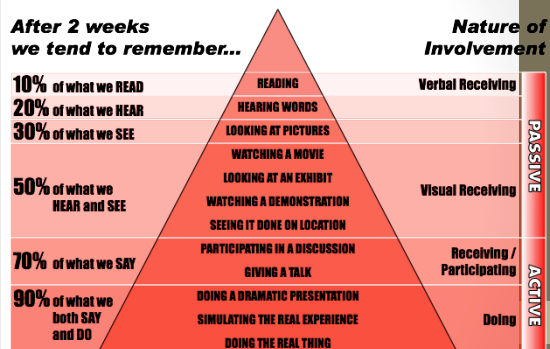 After 2 weeks
we tend to remember...
Nature of
Involvement
10% of what we READ
READING
Verbal Receiving
20% of what we HEAR
HEARING WORDS
30% of what we SEE
LOOKING AT PICTURES
WATCHING A MOVIE
LOOKING AT AN EXHIBIT
50% of what we
HEAR and SEE
WATCHING A DEMONSTRATION
SEEING IT DONE ON LOCATION
Visual Receiving
PASSIVE
70% of what we SAY
PARTICIPATING IN A DISCUSSION
GIVING A TALK
Receiving /
Participating
90% of what we
both SAY
and DO
DOING A DRAMATIC PRESENTATION
SIMULATING THE REAL EXPERIENCE
DOING THE REAL THING
Doing
ACTIVE